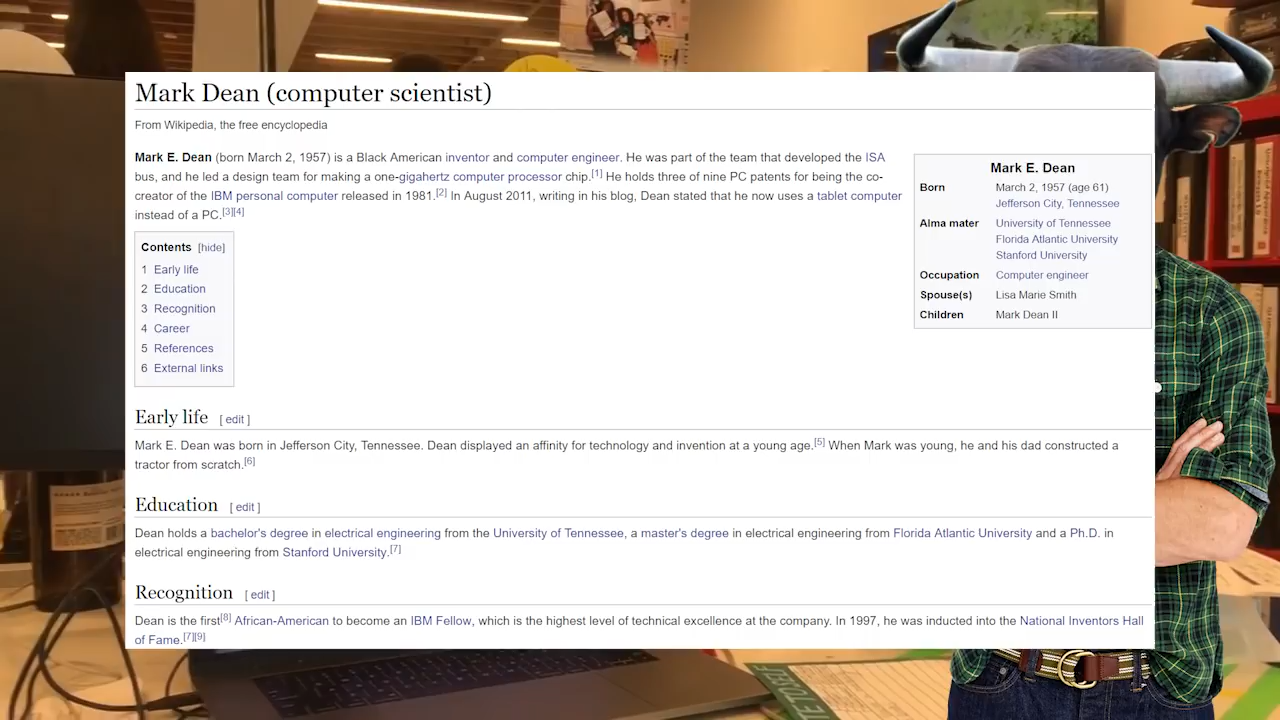 Mark Dean (computer scientist)
From Wikipedia, the free encyclopedia
Mark E. Dean (born March 2, 1957) is a Black American inventor and computer engineer. He was part of the team that developed the ISA
bus, and he led a design team for making a one-gigahertz computer processor chip.[1] He holds three of nine PC patents for being the co-
creator of the IBM personal computer released in 1981.[2] In August 2011, writing in his blog, Dean stated that he now uses a tablet computer
instead of a PC.[3][4]
Mark E. Dean
Born March 2, 1957 (age 61)
Jefferson City, Tennessee
Alma mater University of Tennessee
Florida Atlantic University
Stanford University
Occupation Computer engineer
Spouse(s) Lisa Marie Smith
Children Mark Dean II
Contents [hide]
1 Early life
2 Education
3 Recognition
4 Career
5 References
6 External links
Early life [ edit ]
Mark E. Dean was born in Jefferson City, Tennessee. Dean displayed an affinity for technology and invention at a young age.[5] When Mark was young, he and his dad constructed a
tractor from scratch.[6]
Education [ edit ]
Dean holds a bachelor's degree in electrical engineering from the University of Tennessee, a master's degree in electrical engineering from Florida Atlantic University and a Ph.D. in
electrical engineering from Stanford University.[7]
Recognition [ edit ]
Dean is the first[8] African-American to become an IBM Fellow, which is the highest level of technical excellence at the company. In 1997, he was inducted into the National Inventors Hall
of Fame.[7][9]